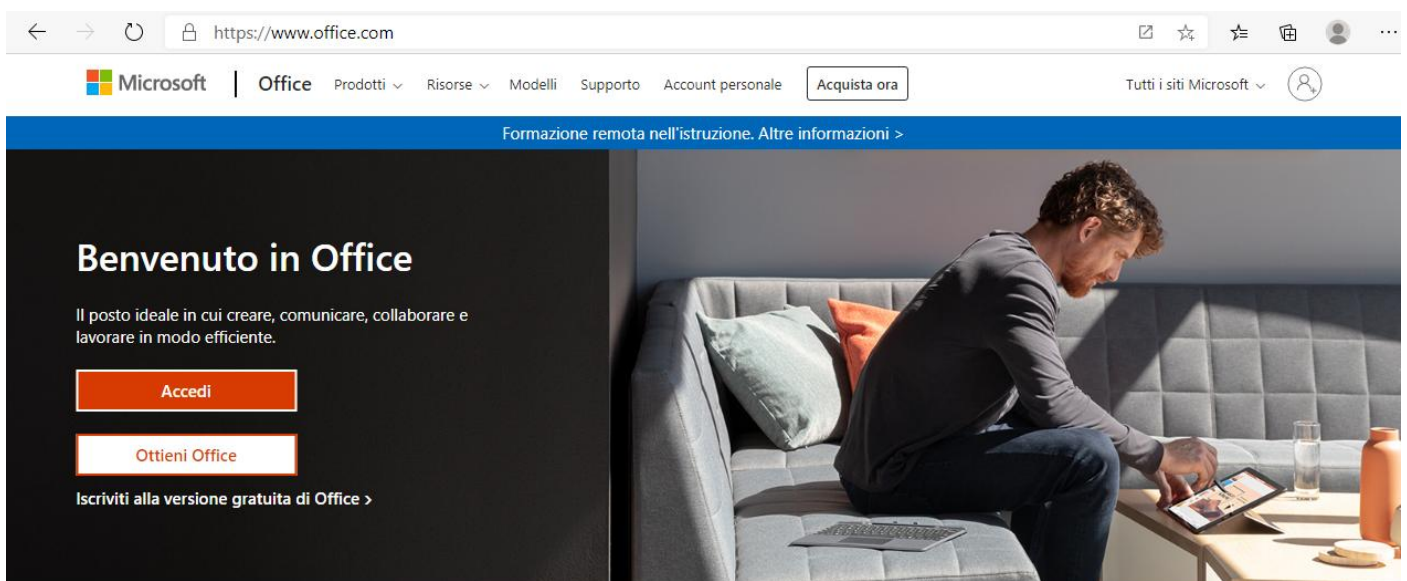 https://www.office.com
Microsoft Office Prodotti Risorse Modelli Supporto Account personale Acquista ora Tutti i siti Microsoft
Formazione remota nell'istruzione. Altre informazioni >
Benvenuto in Office
Il posto ideale in cui creare, comunicare, collaborare e
lavorare in modo efficiente.
Accedi
Ottieni Office
Iscriviti alla versione gratuita di Office >